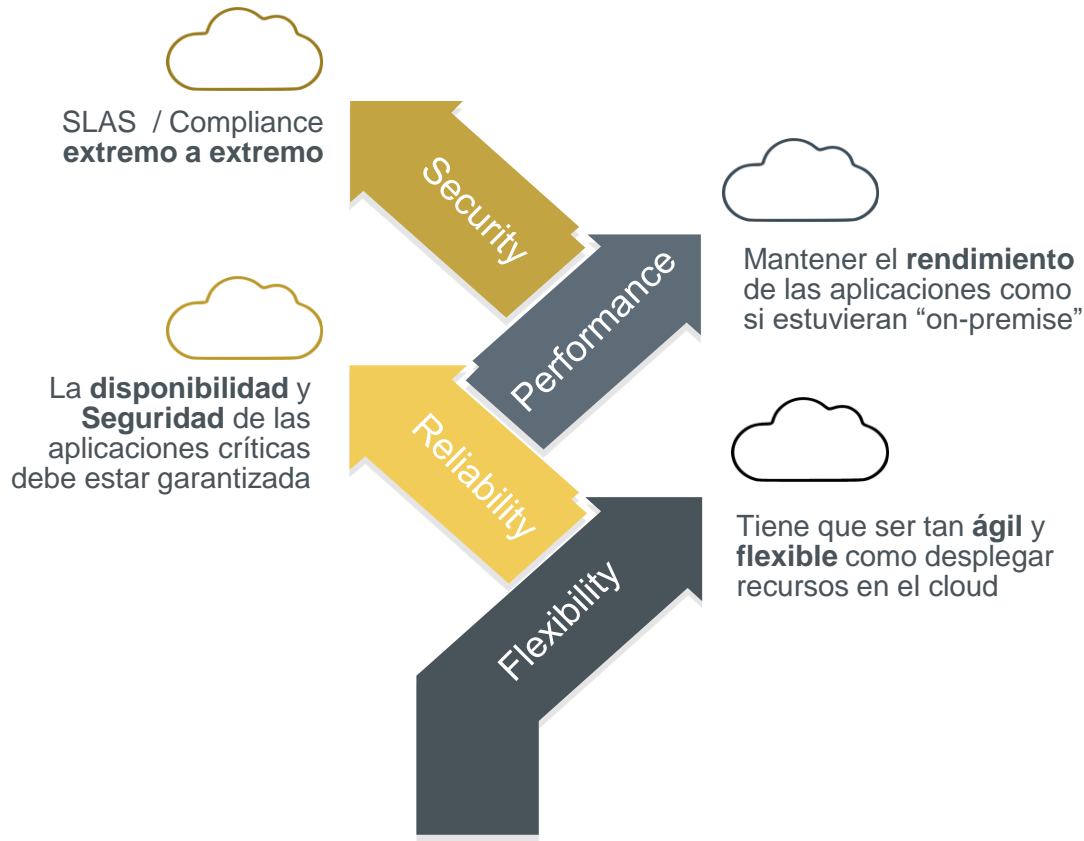 SLAS / Compliance
extremo a extremo
Security
Mantener el rendimiento
de las aplicaciones como
si estuvieran “on-premise”
Performance
La disponibilidad y
Seguridad de las
aplicaciones críticas
debe estar garantizada
Reliability
Tiene que ser tan ágil y
flexible como desplegar
recursos en el cloud
Flexibility